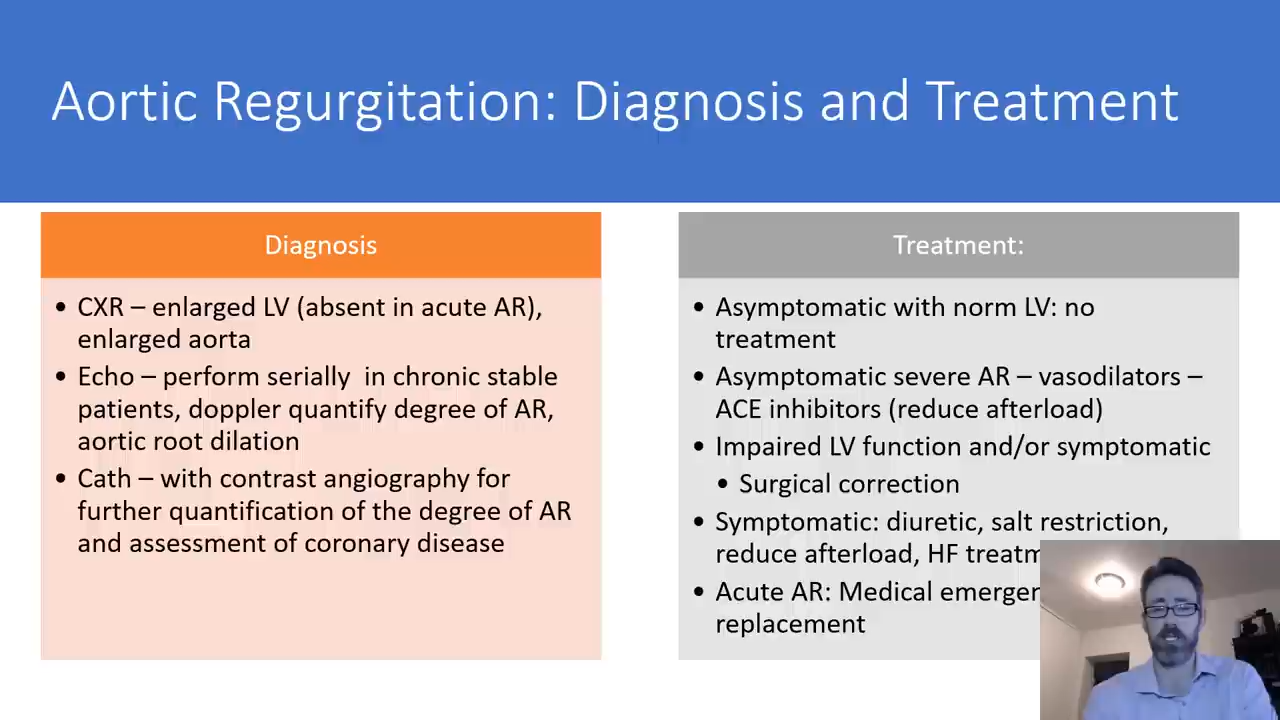 Aortic Regurgitation: Diagnosis and Treatment
Diagnosis
• CXR – enlarged LV (absent in acute AR),
enlarged aorta
• Echo – perform serially in chronic stable
patients, doppler quantify degree of AR,
aortic root dilation
• Cath – with contrast angiography for
further quantification of the degree of AR
and assessment of coronary disease
Treatment:
• Asymptomatic with norm LV: no
treatment
• Asymptomatic severe AR – vasodilators –
ACE inhibitors (reduce afterload)
• Impaired LV function and/or symptomatic
• Surgical correction
• Symptomatic: diuretic, salt restriction,
reduce afterload, HF
• Acute AR: Medical
replacement